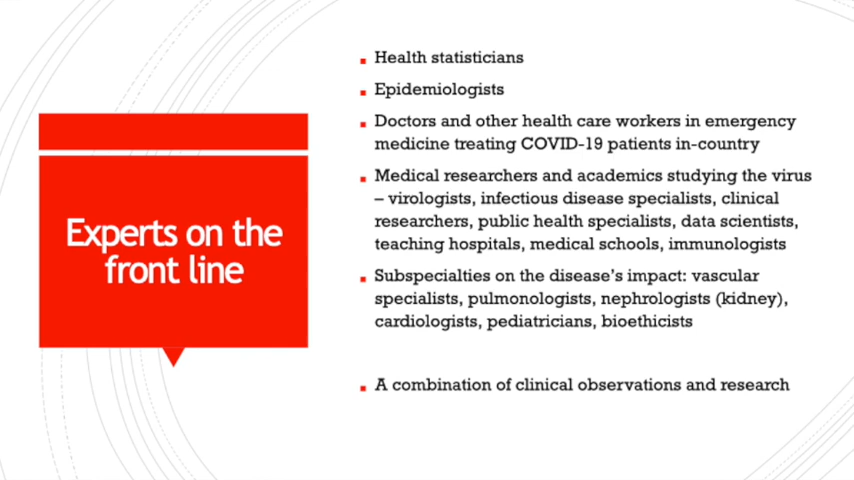 Experts on the
front line
Health statisticians
Epidemiologists
Doctors and other health care workers in emergency
medicine treating COVID-19 patients in-country
Medical researchers and academics studying the virus
– virologists, infectious disease specialists, clinical
researchers, public health specialists, data scientists,
teaching hospitals, medical schools, immunologists
Subspecialties on the disease's impact: vascular
specialists, pulmonologists, nephrologists (kidney),
cardiologists, pediatricians, bioethicists
A combination of clinical observations and research